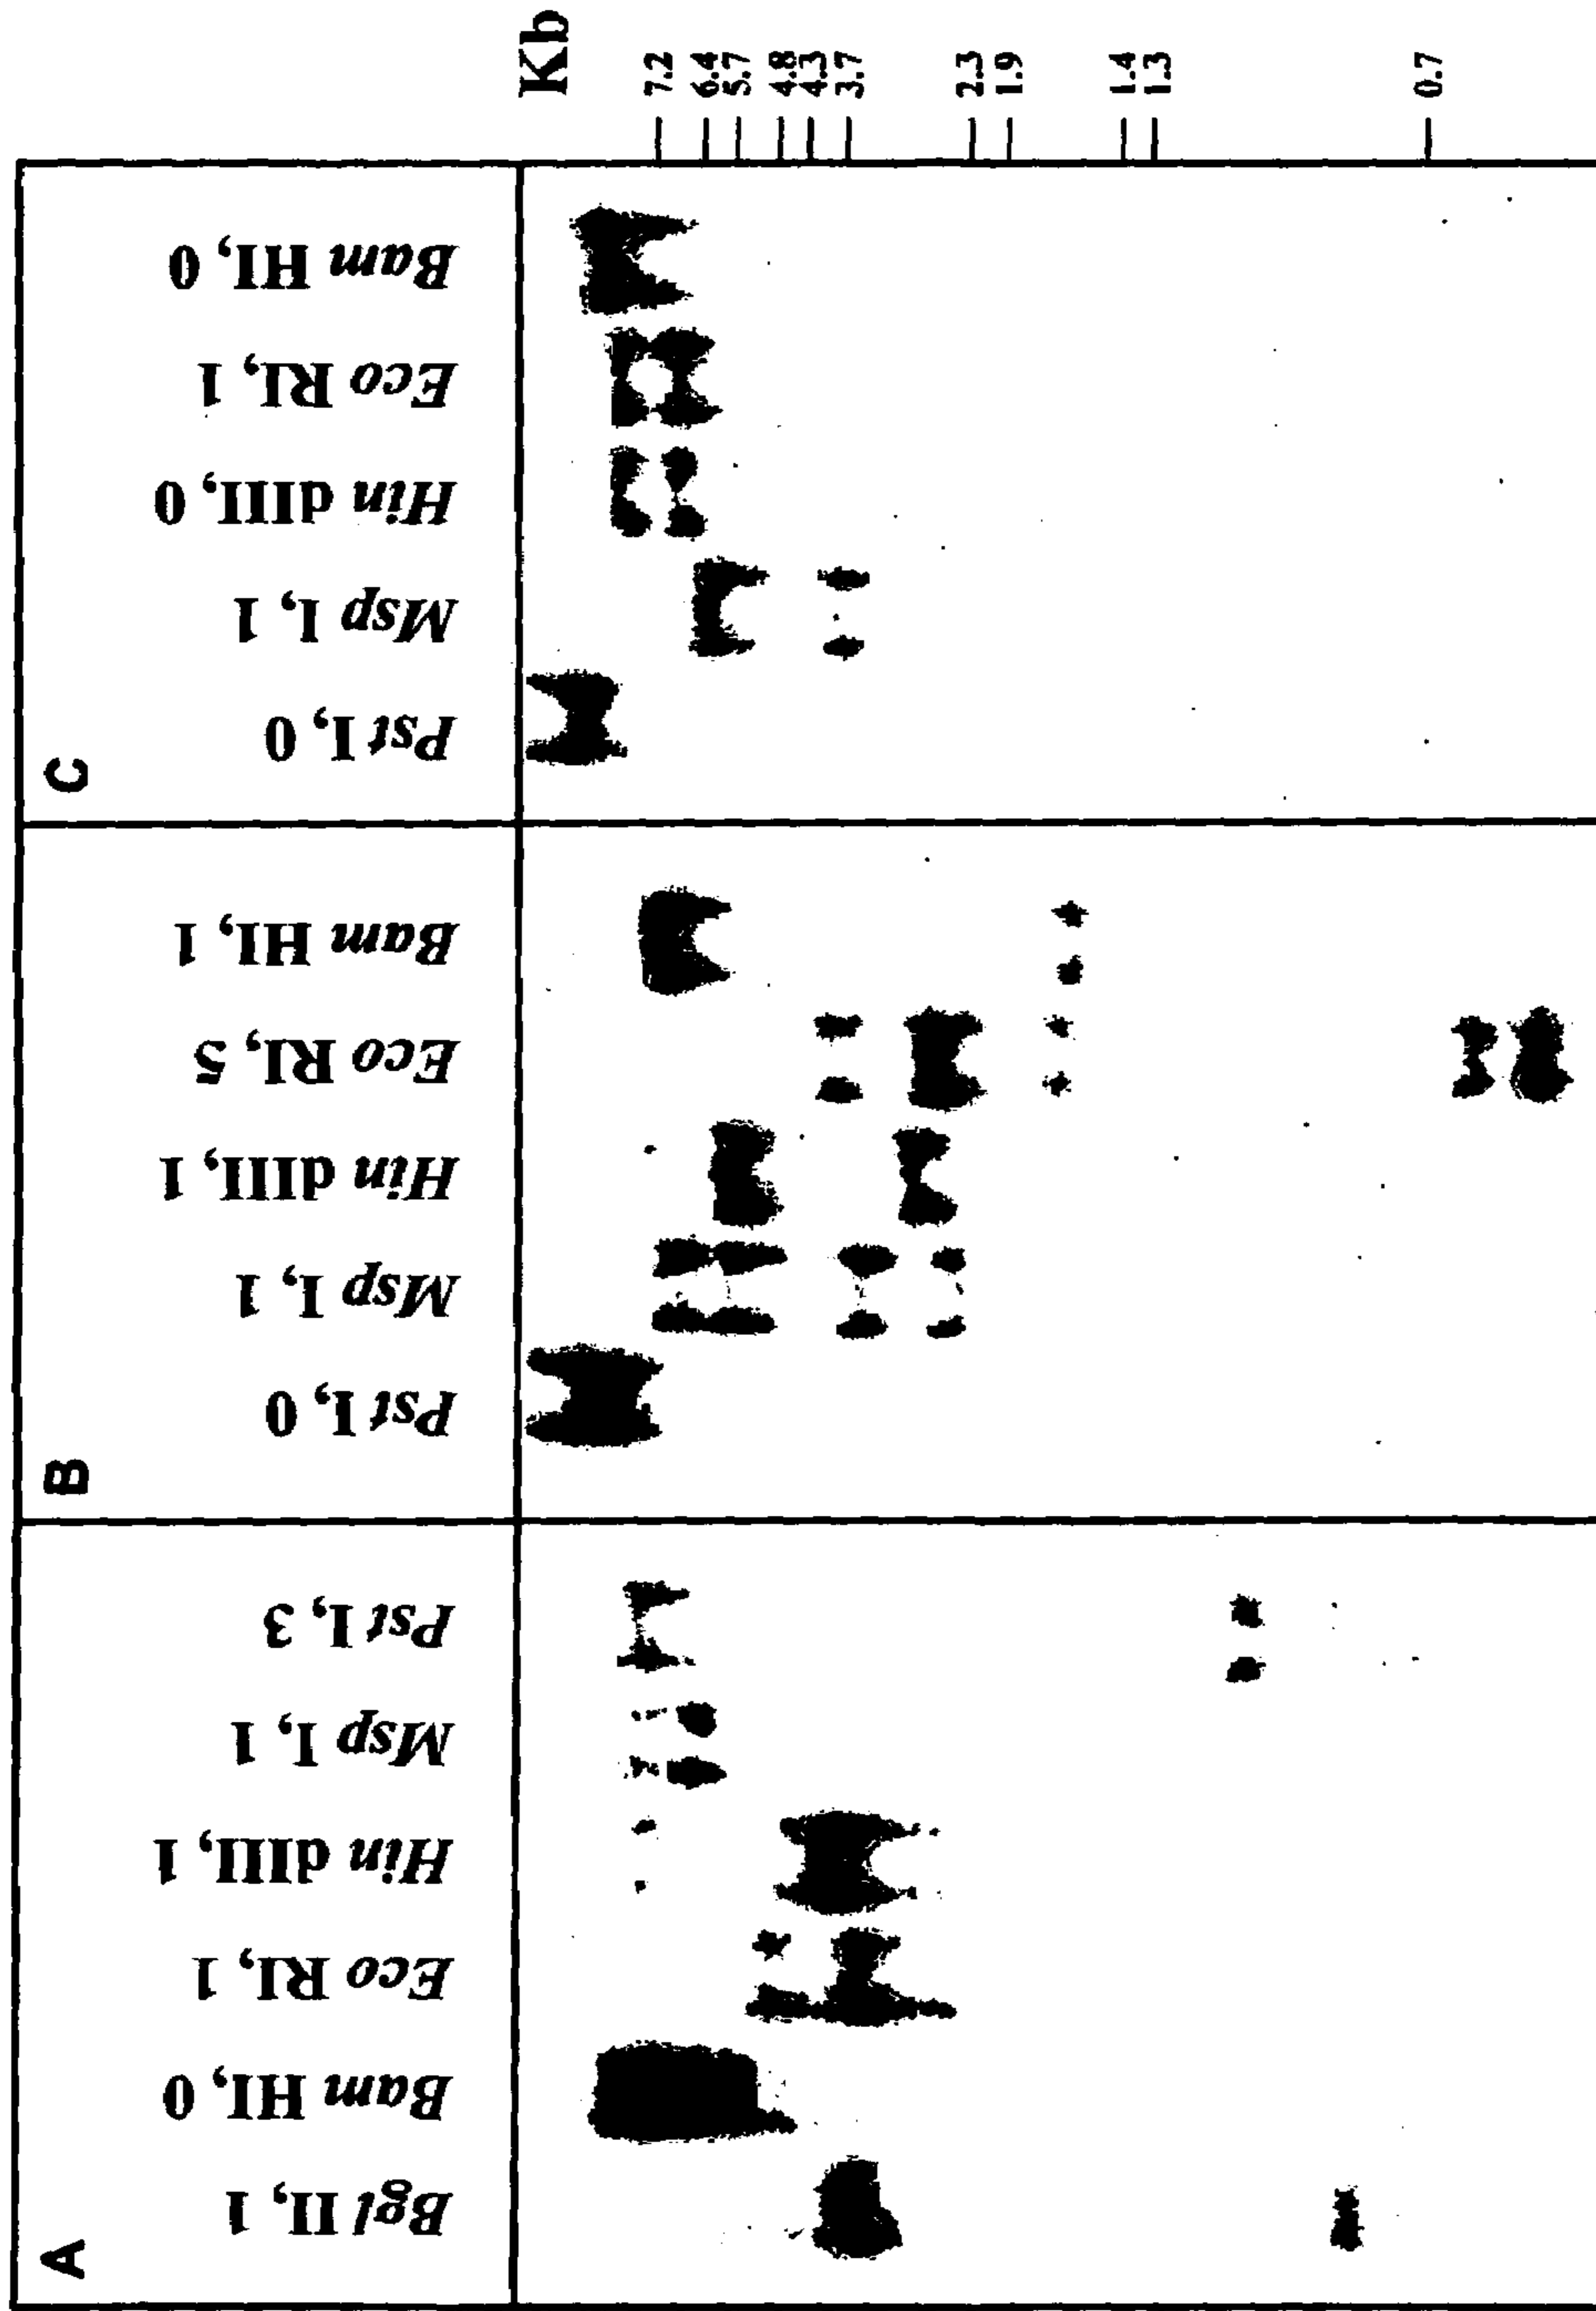 A
Bgl II, 1
Bam HI, 0
Eco RI, 1
Hin dIII, 1
Msp I, 1
Pst I, 3
B
Pst I, 0
Msp I, 1
Hin dIII, 1
Eco RI, 5
Bam HI, 1
C
Pst I, 0
Msp I, 1
Hin dIII, 0
Eco RI, 1
Bam HI, 0
Kb
7.2
6.4
5.7
4.8
4.3
3.7
2.3
1.9
1.4
1.3
0.7